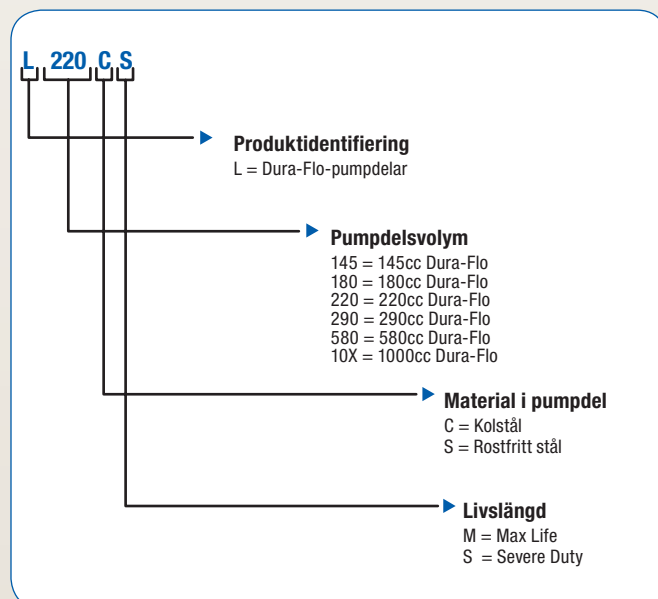 L 220 C S
Produktidentifiering
L = Dura-Flo-pumpdelar
Pumpdelsvolym
145 = 145cc Dura-Flo
180 = 180cc Dura-Flo
220 = 220cc Dura-Flo
290 = 290cc Dura-Flo
580 = 580cc Dura-Flo
10X = 1000cc Dura-Flo
Material i pumpdel
C = Kolstål
S = Rostfritt stål
Livslängd
M = Max Life
S = Severe Duty